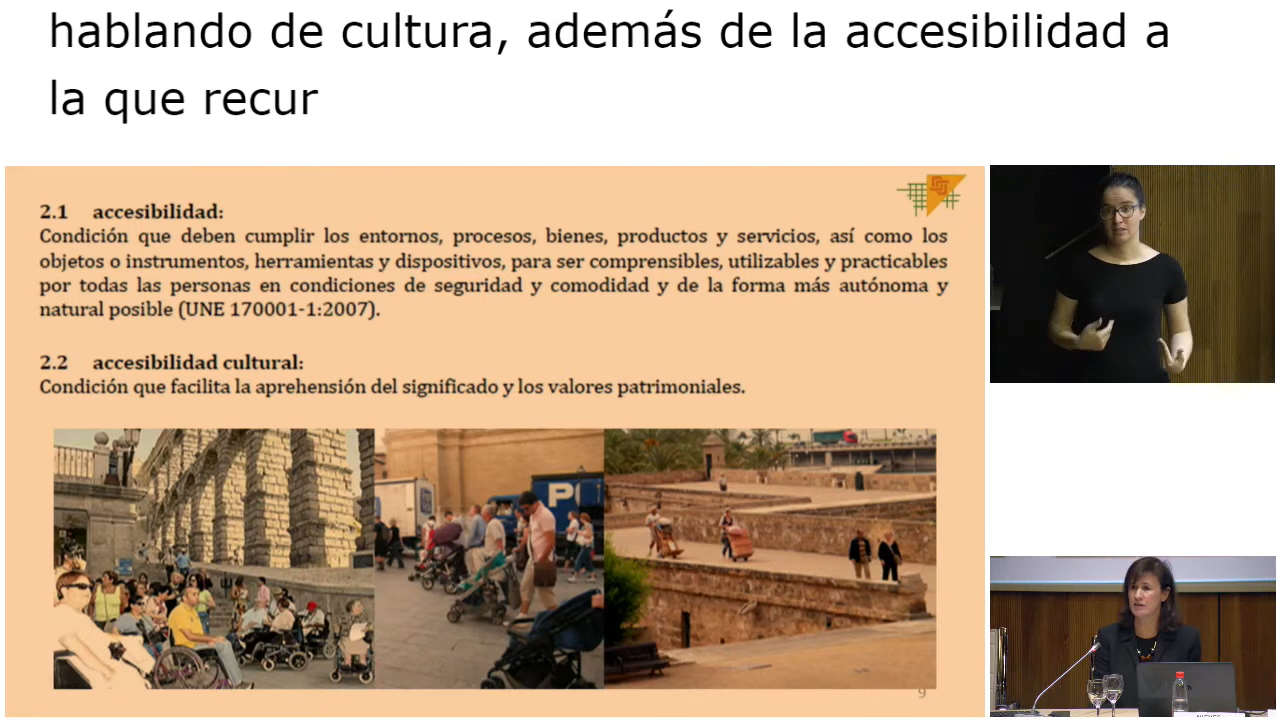 hablando de cultura, además de la accesibilidad a
la que recur
2.1 accesibilidad:
Condición que deben cumplir los entornos, procesos, bienes, productos y servicios, así como los
objetos o instrumentos, herramientas y dispositivos, para ser comprensibles, utilizables y practicables
por todas las personas en condiciones de seguridad y comodidad y de la forma más autónoma y
natural posible (UNE 170001-1:2007).
2.2 accesibilidad cultural:
Condición que facilita la aprehensión del significado y los valores patrimoniales.
9
NIEVES